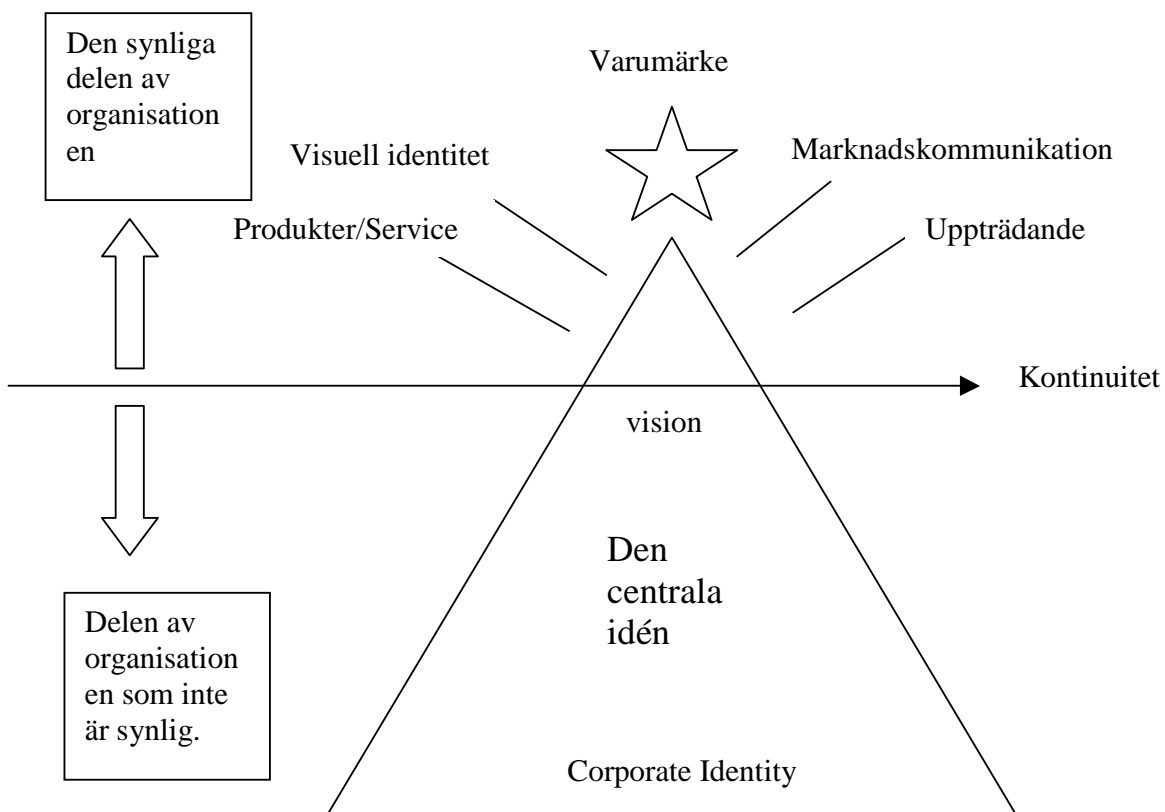 Den synliga
delen av
organisation
en
Varumärke
Visuell identitet
Marknadskommunikation
Produkter/Service
Uppträdande
Kontinuitet
vision
Den
centrala
idén
Delen av
organisation
en som inte
är synlig.
Corporate Identity